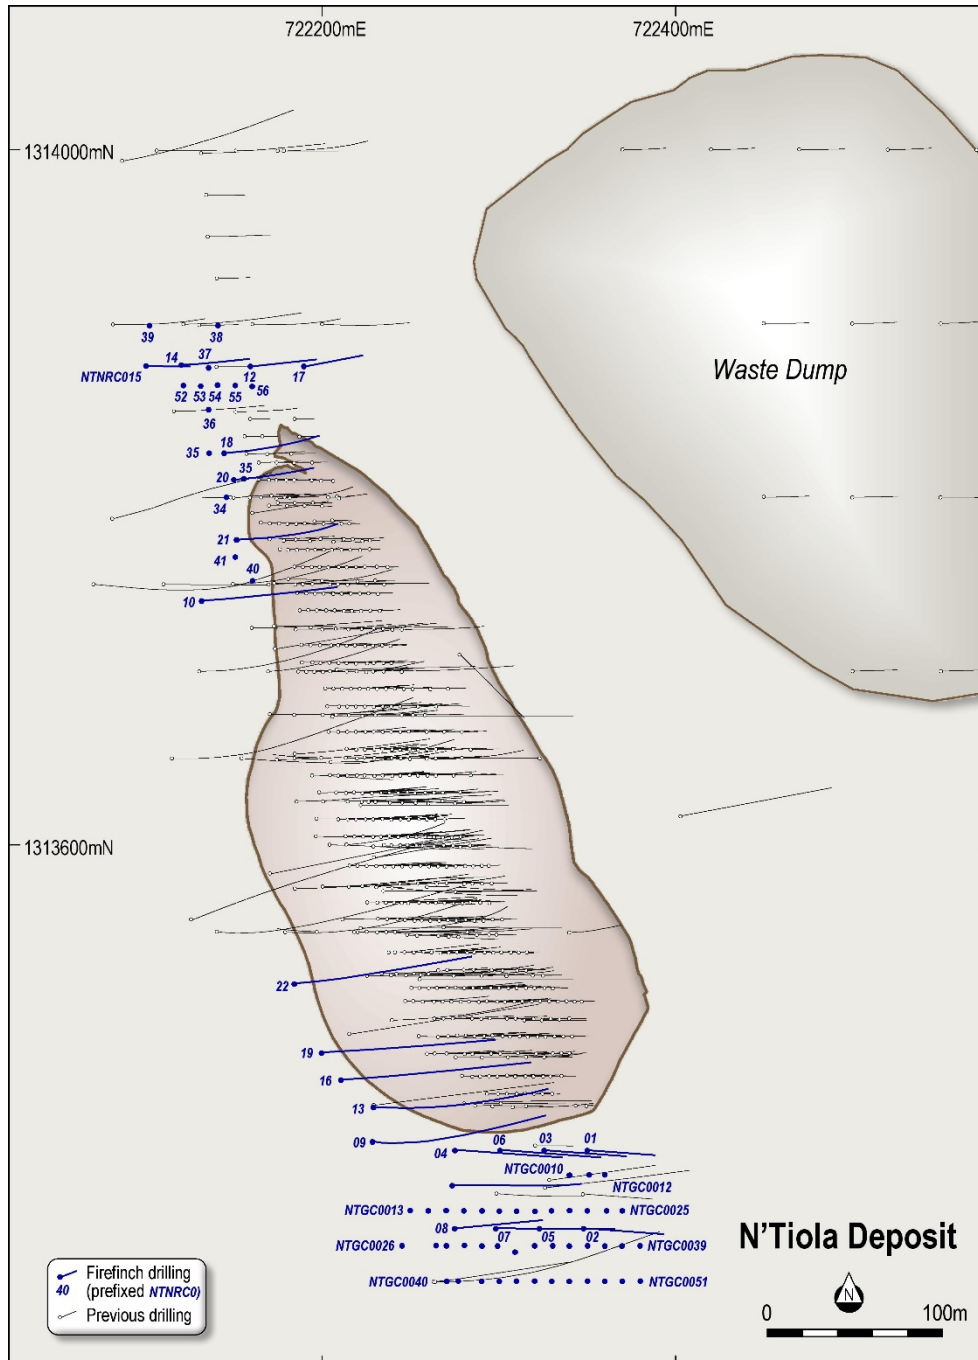 722200mE
722400mE
1314000mN
39
38
37
14
NTNRC015
12
17
52
53
54
55
56
36
Waste Dump
35
18
20
35
34
21
41
40
10
1313600mN
22
19
16
13
09
04
06
03
01
NTGC0010
NTGC0012
NTGC0013
NTGC0025
08
07
05
02
NTGC0026
NTGC0039
NTGC0040
NTGC0051
N'Tiola Deposit
Firefinch drilling
40
(prefixed NTNRC0)
Previous drilling
N
0
100m